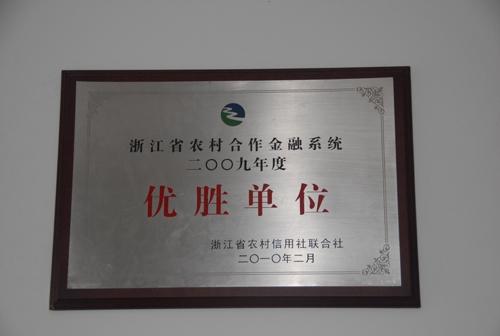 浙江省农村合作金融系统
二〇〇九年度
优胜单位
浙江省农村信用社联合社
二〇一〇年二月